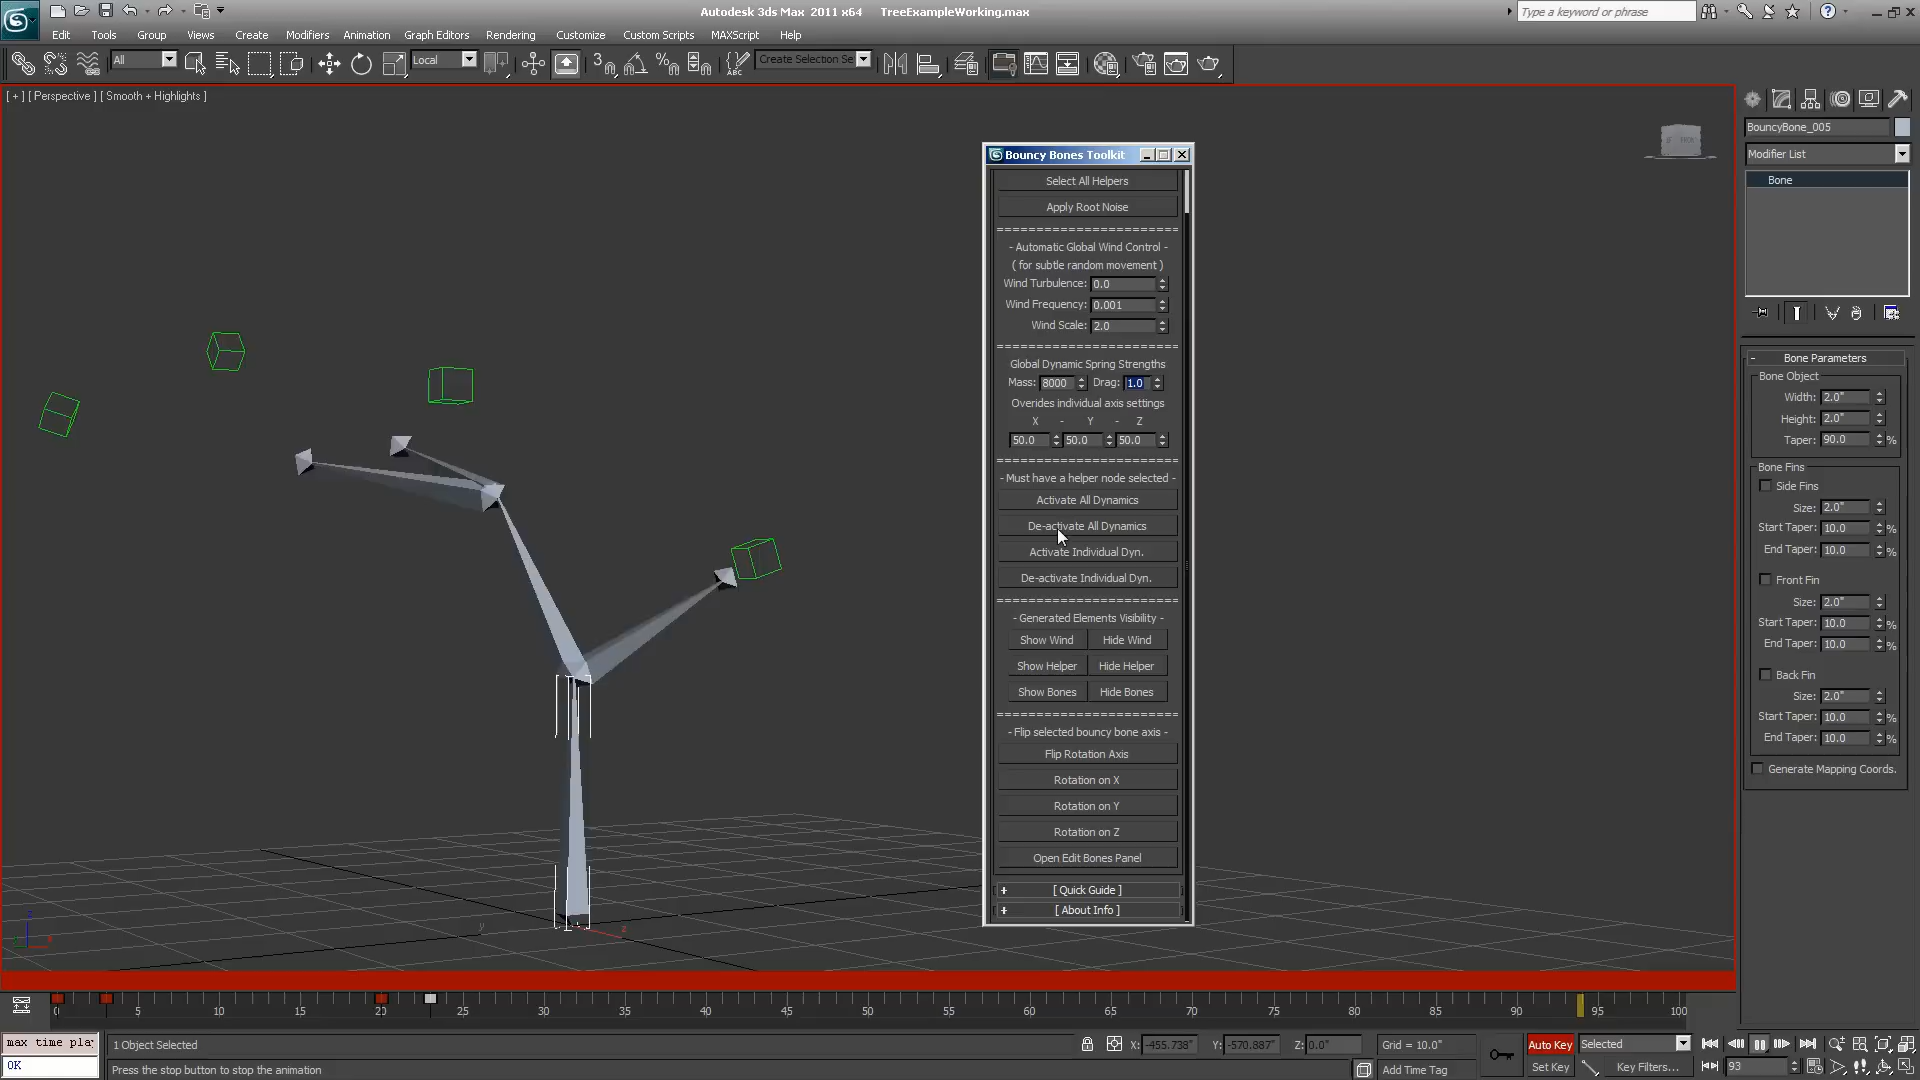 Autodesk 3ds Max 2011 x64 TreeExampleWorking.max
Type a keyword or phrase
Edit Tools Group Views Create Modifiers Animation Graph Editors Rendering Customize Custom Scripts MAXScript Help
All Local 3 ABC Create Selection Se
[ + ] [ Perspective ] [ Smooth + Highlights ]
Bouncy Bones Toolkit
Select All Helpers
Apply Root Noise
- Automatic Global Wind Control -
( for subtle random movement )
Wind Turbulence: 0.0
Wind Frequency: 0.001
Wind Scale: 2.0
Global Dynamic Spring Strengths
Mass: 8000 Drag: 1.0
Overides individual axis settings
X - Y - Z
50.0 50.0 50.0
- Must have a helper node selected -
Activate All Dynamics
De-activate All Dynamics
Activate Individual Dyn.
De-activate Individual Dyn.
- Generated Elements Visibility -
Show Wind Hide Wind
Show Helper Hide Helper
Show Bones Hide Bones
- Flip selected bouncy bone axis -
Flip Rotation Axis
Rotation on X
Rotation on Y
Rotation on Z
Open Edit Bones Panel
+ [ Quick Guide ]
+ [ About Info ]
BouncyBone_005
Modifier List
Bone
- Bone Parameters
Bone Object
Width: 2.0"
Height: 2.0"
Taper: 90.0 %
Bone Fins
Side Fins
Size: 2.0"
Start Taper: 10.0 %
End Taper: 10.0 %
Front Fin
Size: 2.0"
Start Taper: 10.0 %
End Taper: 10.0 %
Back Fin
Size: 2.0"
Start Taper: 10.0 %
End Taper: 10.0 %
Generate Mapping Coords.
z x y z
0 5 10 15 20 25 30 35 40 45 50 55 60 65 70 75 80 85 90 95 100
max time pla
OK
1 Object Selected
Press the stop button to stop the animation
X: -455.738" Y: -570.887" Z: 0.0" Grid = 10.0"
Add Time Tag
Auto Key Selected
Set Key Key Filters...
93